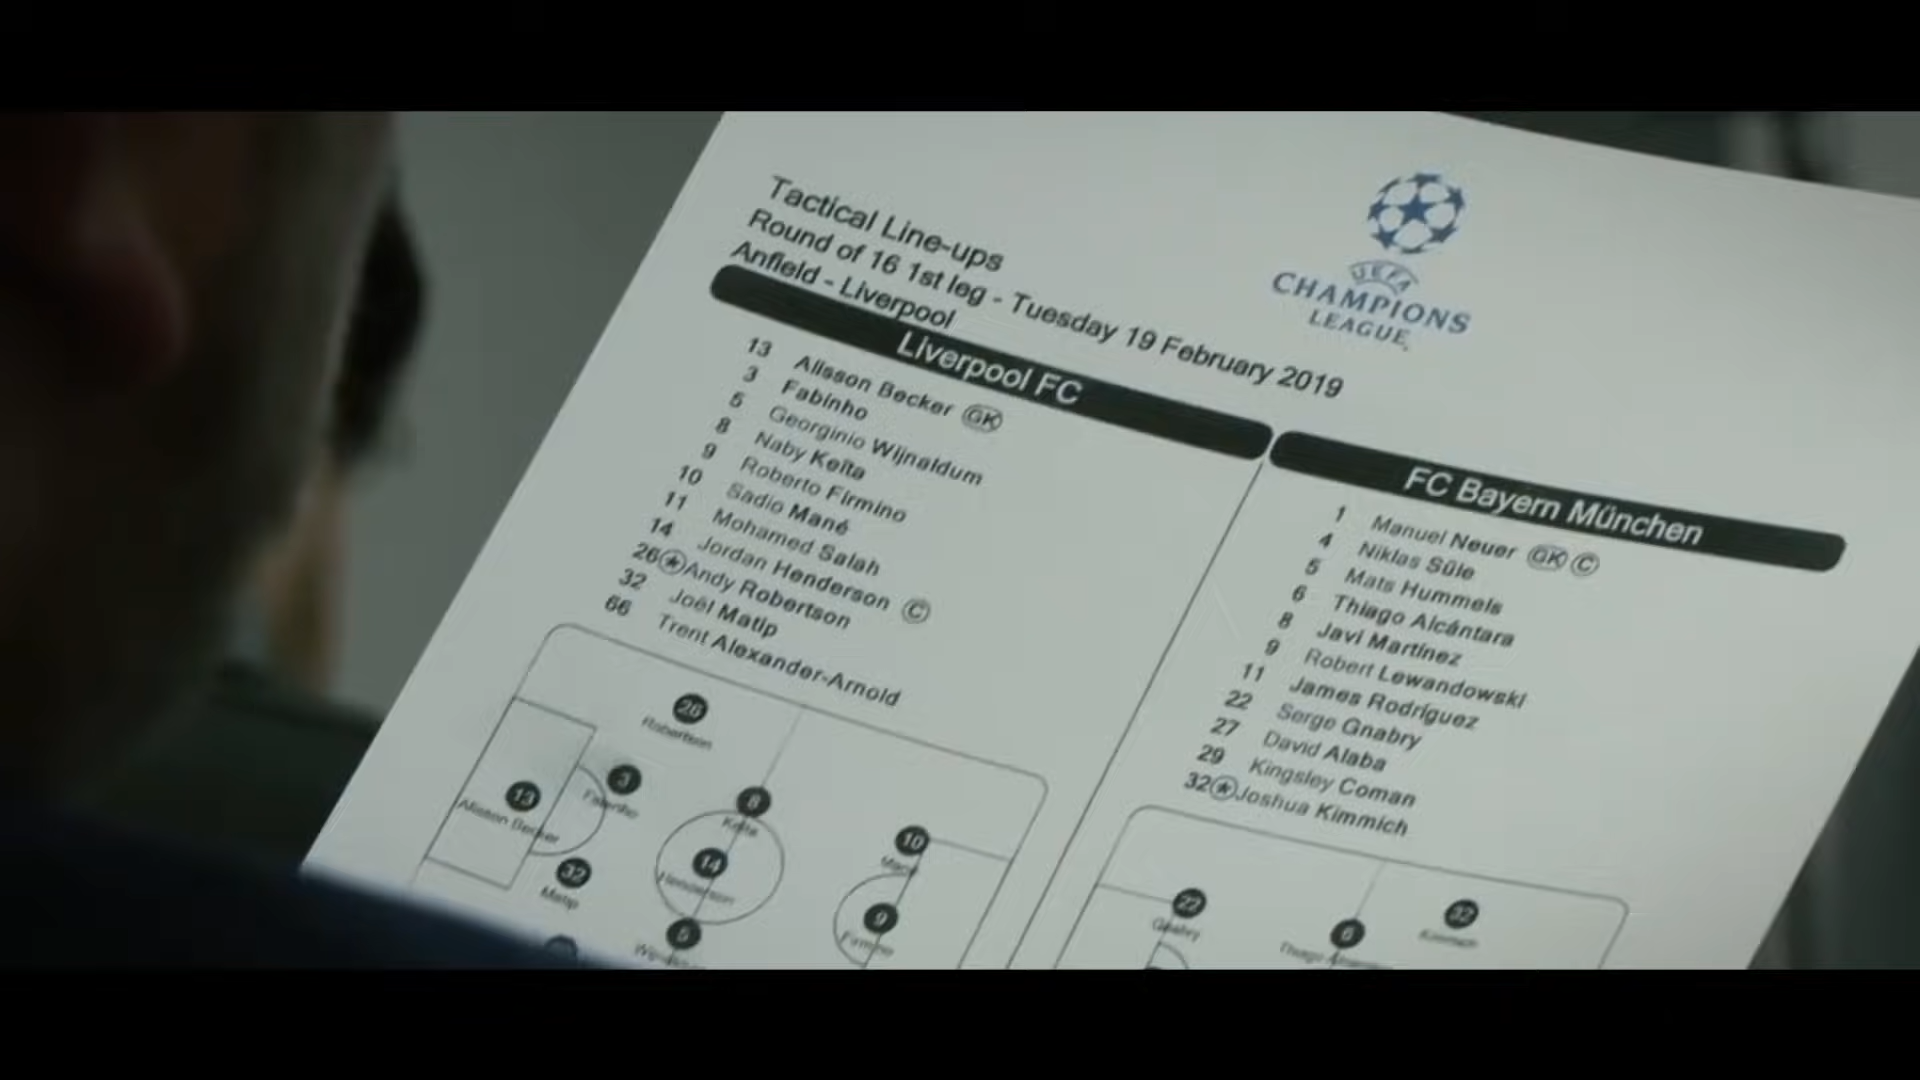 Tactical Line-ups
Round of 16 1st leg - Tuesday 19 February 2019
Anfield - Liverpool
UEFA
CHAMPIONS
LEAGUE
Liverpool FC
13 Alisson Becker GK
3 Fabinho
5 Georginio Wijnaldum
8 Naby Keïta
9 Roberto Firmino
10 Sadio Mané
11 Mohamed Salah
14 Jordan Henderson C
26 Andy Robertson
32 Joël Matip
66 Trent Alexander-Arnold
FC Bayern München
1 Manuel Neuer GK C
4 Niklas Süle
5 Mats Hummels
6 Thiago Alcántara
8 Javi Martínez
9 Robert Lewandowski
11 James Rodríguez
22 Serge Gnabry
27 David Alaba
29 Kingsley Coman
32 Joshua Kimmich
26
Robertson
3
Fabinho
13
Alisson Becker
8
Keïta
14
Henderson
32
Matip
5
10
Mané
9
Firmino
22
Gnabry
6
Thiago Alcántara
32
Kimmich